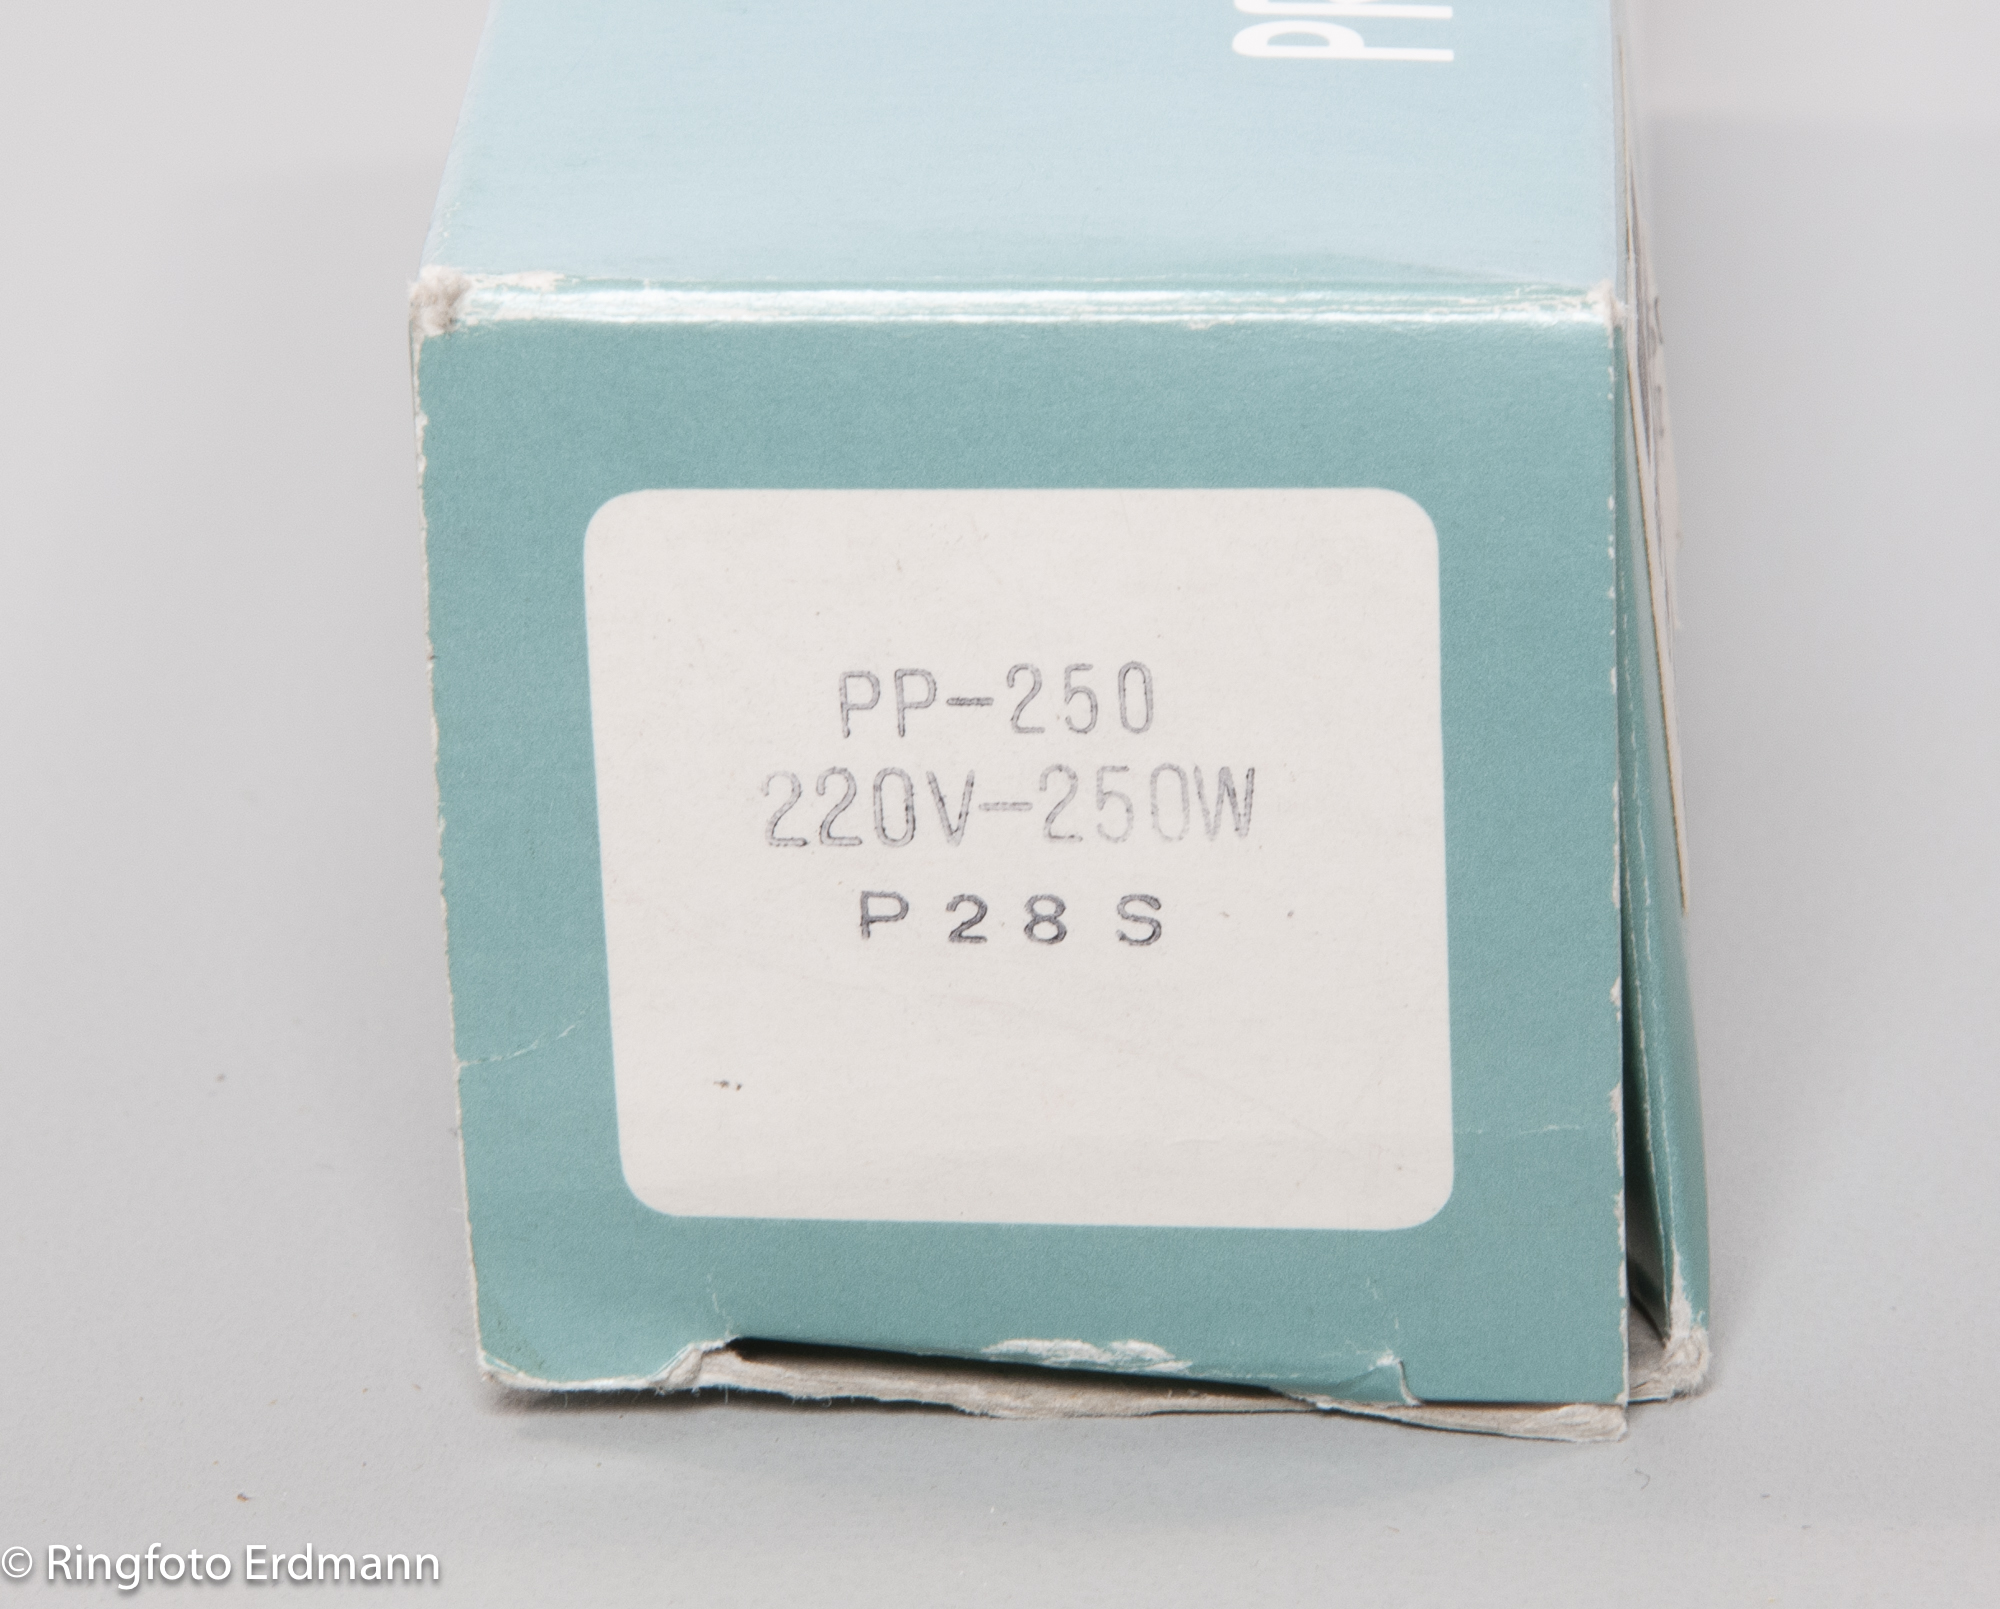 PP-250
220V-250W
P28S
© Ringfoto Erdmann